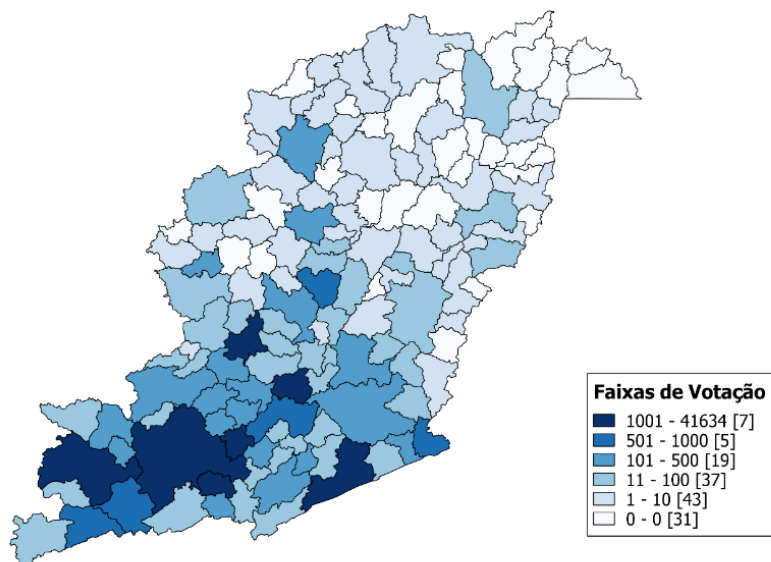 Faixas de Votação
1001 - 41634 [7]
501 - 1000 [5]
101 - 500 [19]
11 - 100 [37]
1 - 10 [43]
0 - 0 [31]